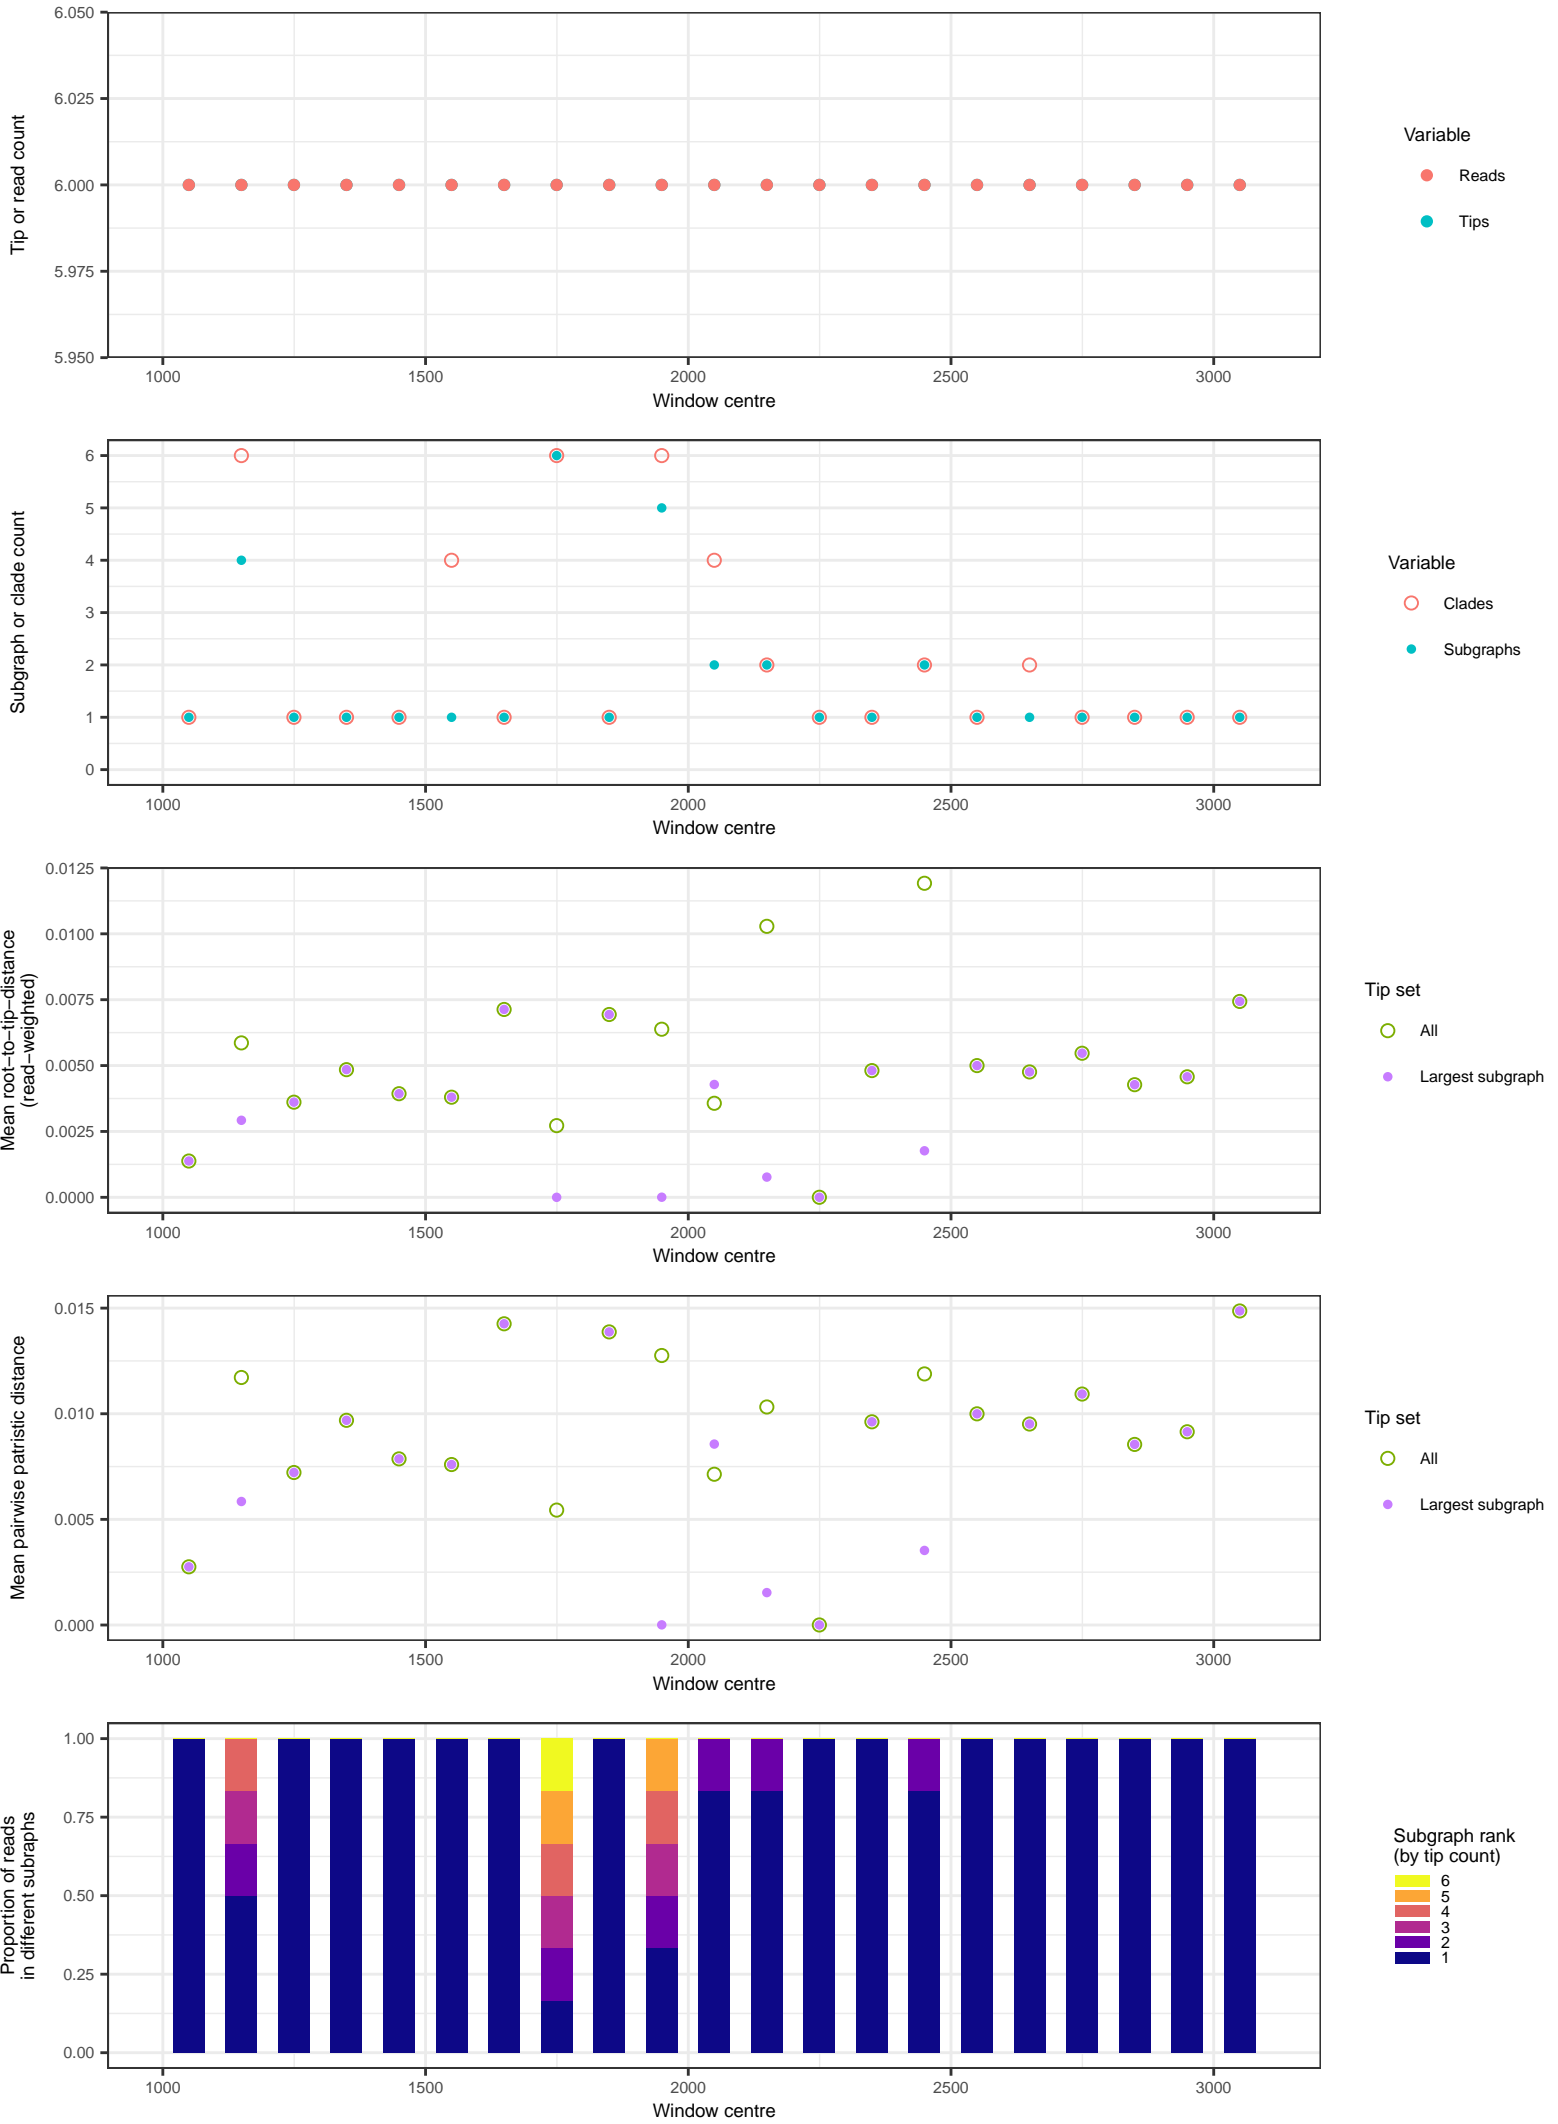 6.050
6.025
6.000
5.975
5.950
Tip or read count
1000 1500 2000 2500 3000
Window centre
Variable
Reads
Tips
6
5
4
3
2
1
0
Subgraph or clade count
1000 1500 2000 2500 3000
Window centre
Variable
Clades
Subgraphs
0.0125
0.0100
0.0075
0.0050
0.0025
0.0000
Mean root−to−tip−distance
(read−weighted)
1000 1500 2000 2500 3000
Window centre
Tip set
All
Largest subgraph
0.015
0.010
0.005
0.000
Mean pairwise patristic distance
1000 1500 2000 2500 3000
Window centre
Tip set
All
Largest subgraph
1.00
0.75
0.50
0.25
0.00
Proportion of reads
in different subraphs
1000 1500 2000 2500 3000
Window centre
Subgraph rank
(by tip count)
6
5
4
3
2
1